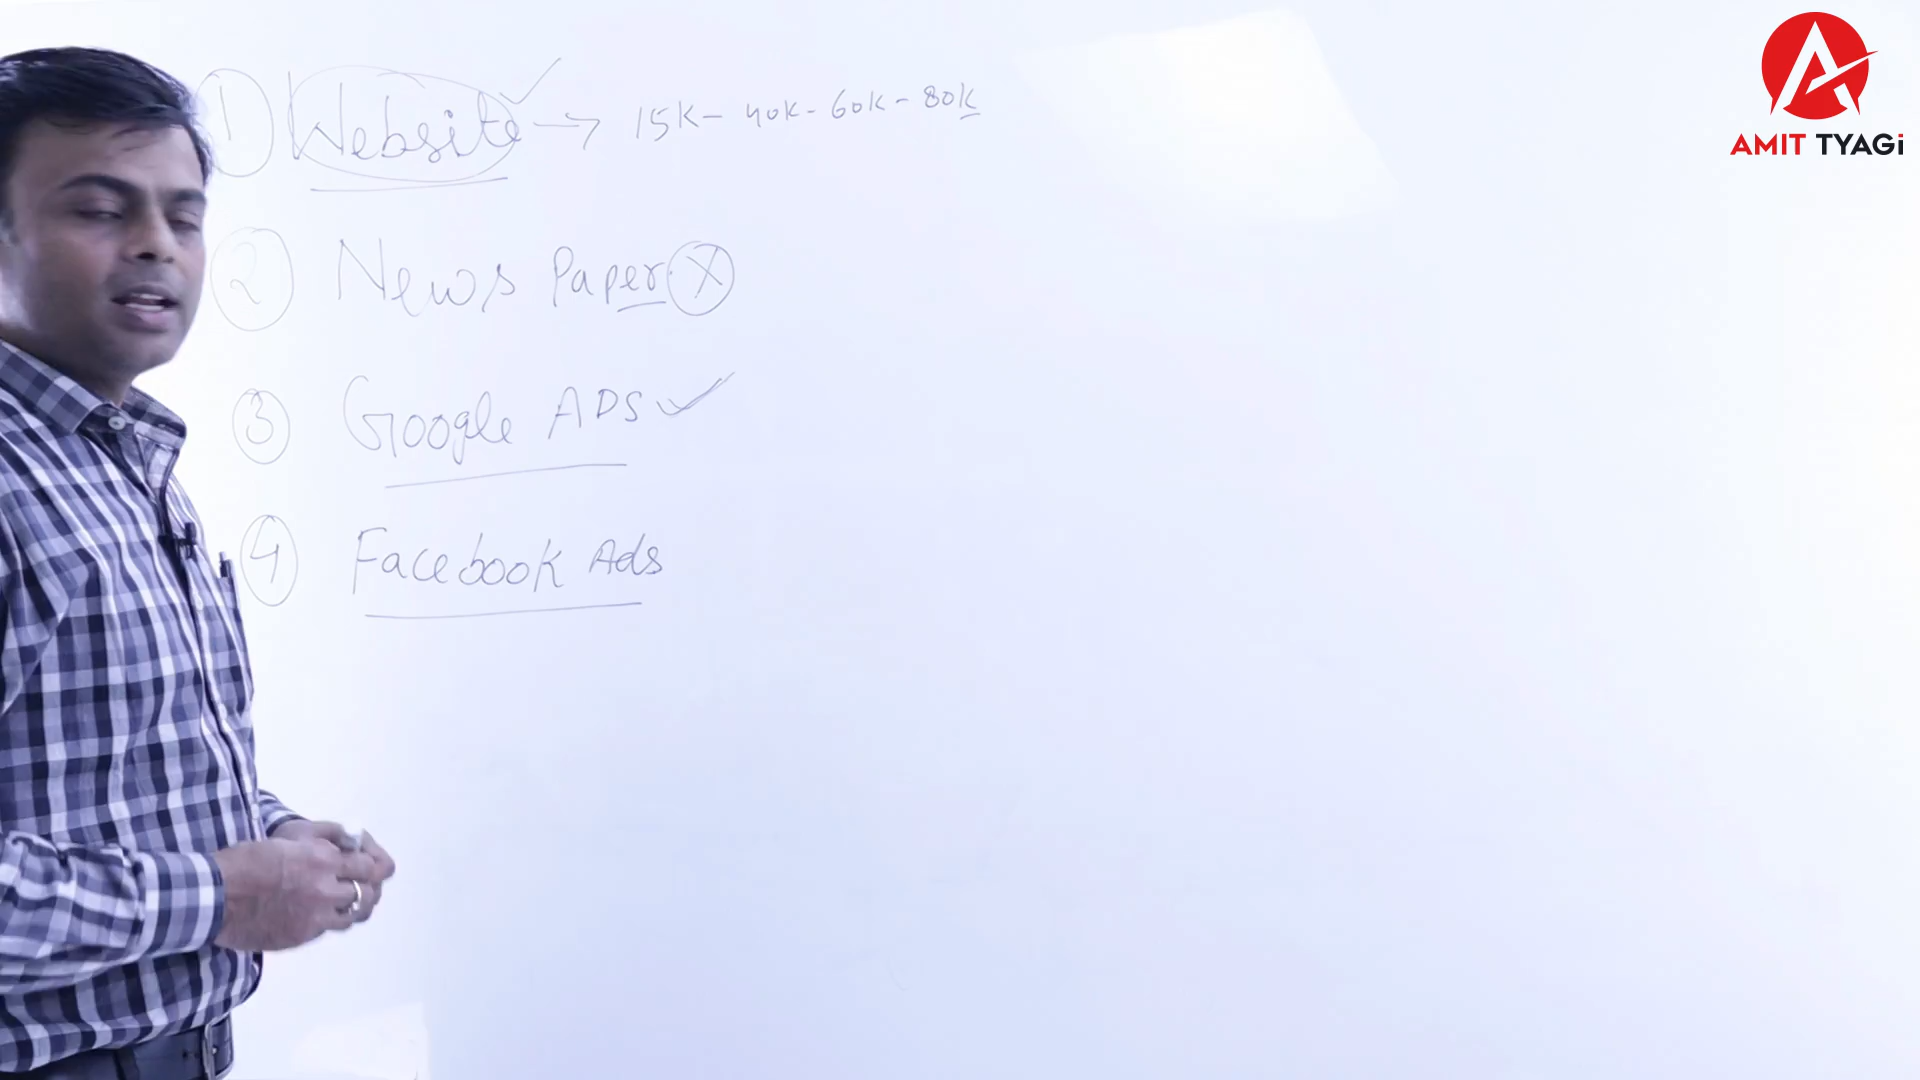 AMIT TYAGi
1 Website ✓ → 15K - 40K - 60K - 80K
2 News Paper X
3 Google ADS ✓
4 Facebook Ads